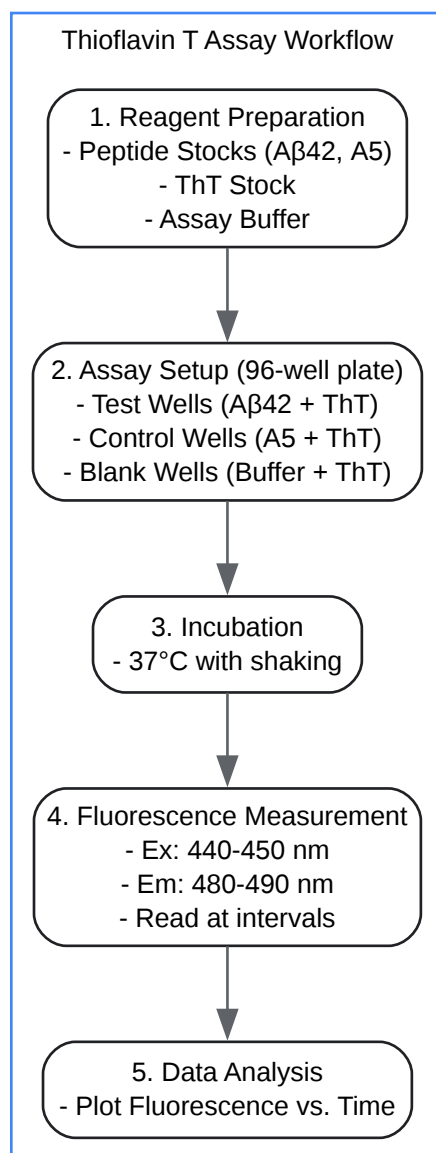 Thioflavin T Assay Workflow
1. Reagent Preparation
- Peptide Stocks (Aβ42, A5)
- ThT Stock
- Assay Buffer
2. Assay Setup (96-well plate)
- Test Wells (Aβ42 + ThT)
- Control Wells (A5 + ThT)
- Blank Wells (Buffer + ThT)
3. Incubation
- 37°C with shaking
4. Fluorescence Measurement
- Ex: 440-450 nm
- Em: 480-490 nm
- Read at intervals
5. Data Analysis
- Plot Fluorescence vs. Time